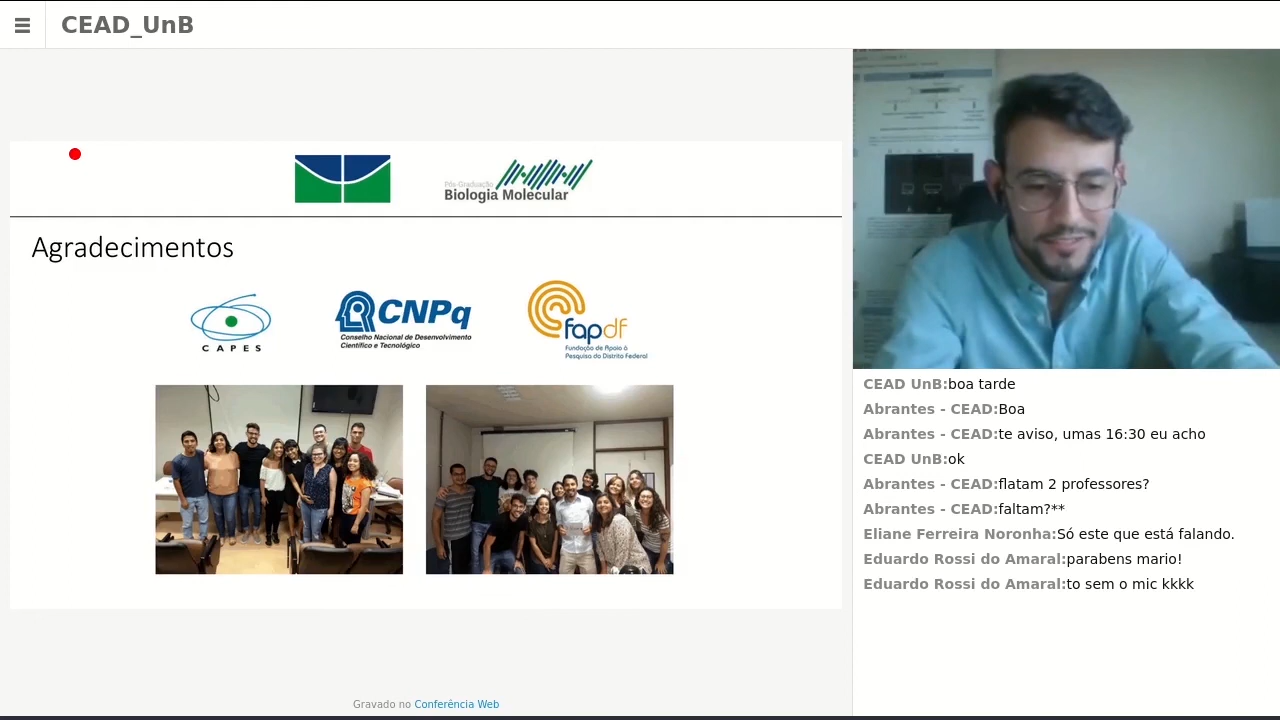 CEAD_UnB
Pós-Graduação
Biologia Molecular
Agradecimentos
CAPES
CNPq
Conselho Nacional de Desenvolvimento
Científico e Tecnológico
fapdf
Fundação de Apoio à
Pesquisa do Distrito Federal
CEAD UnB:boa tarde
Abrantes - CEAD:Boa
Abrantes - CEAD:te aviso, umas 16:30 eu acho
CEAD UnB:ok
Abrantes - CEAD:flatam 2 professores?
Abrantes - CEAD:faltam?**
Eliane Ferreira Noronha:Só este que está falando.
Eduardo Rossi do Amaral:parabens mario!
Eduardo Rossi do Amaral:to sem o mic kkkk
Gravado no Conferência Web